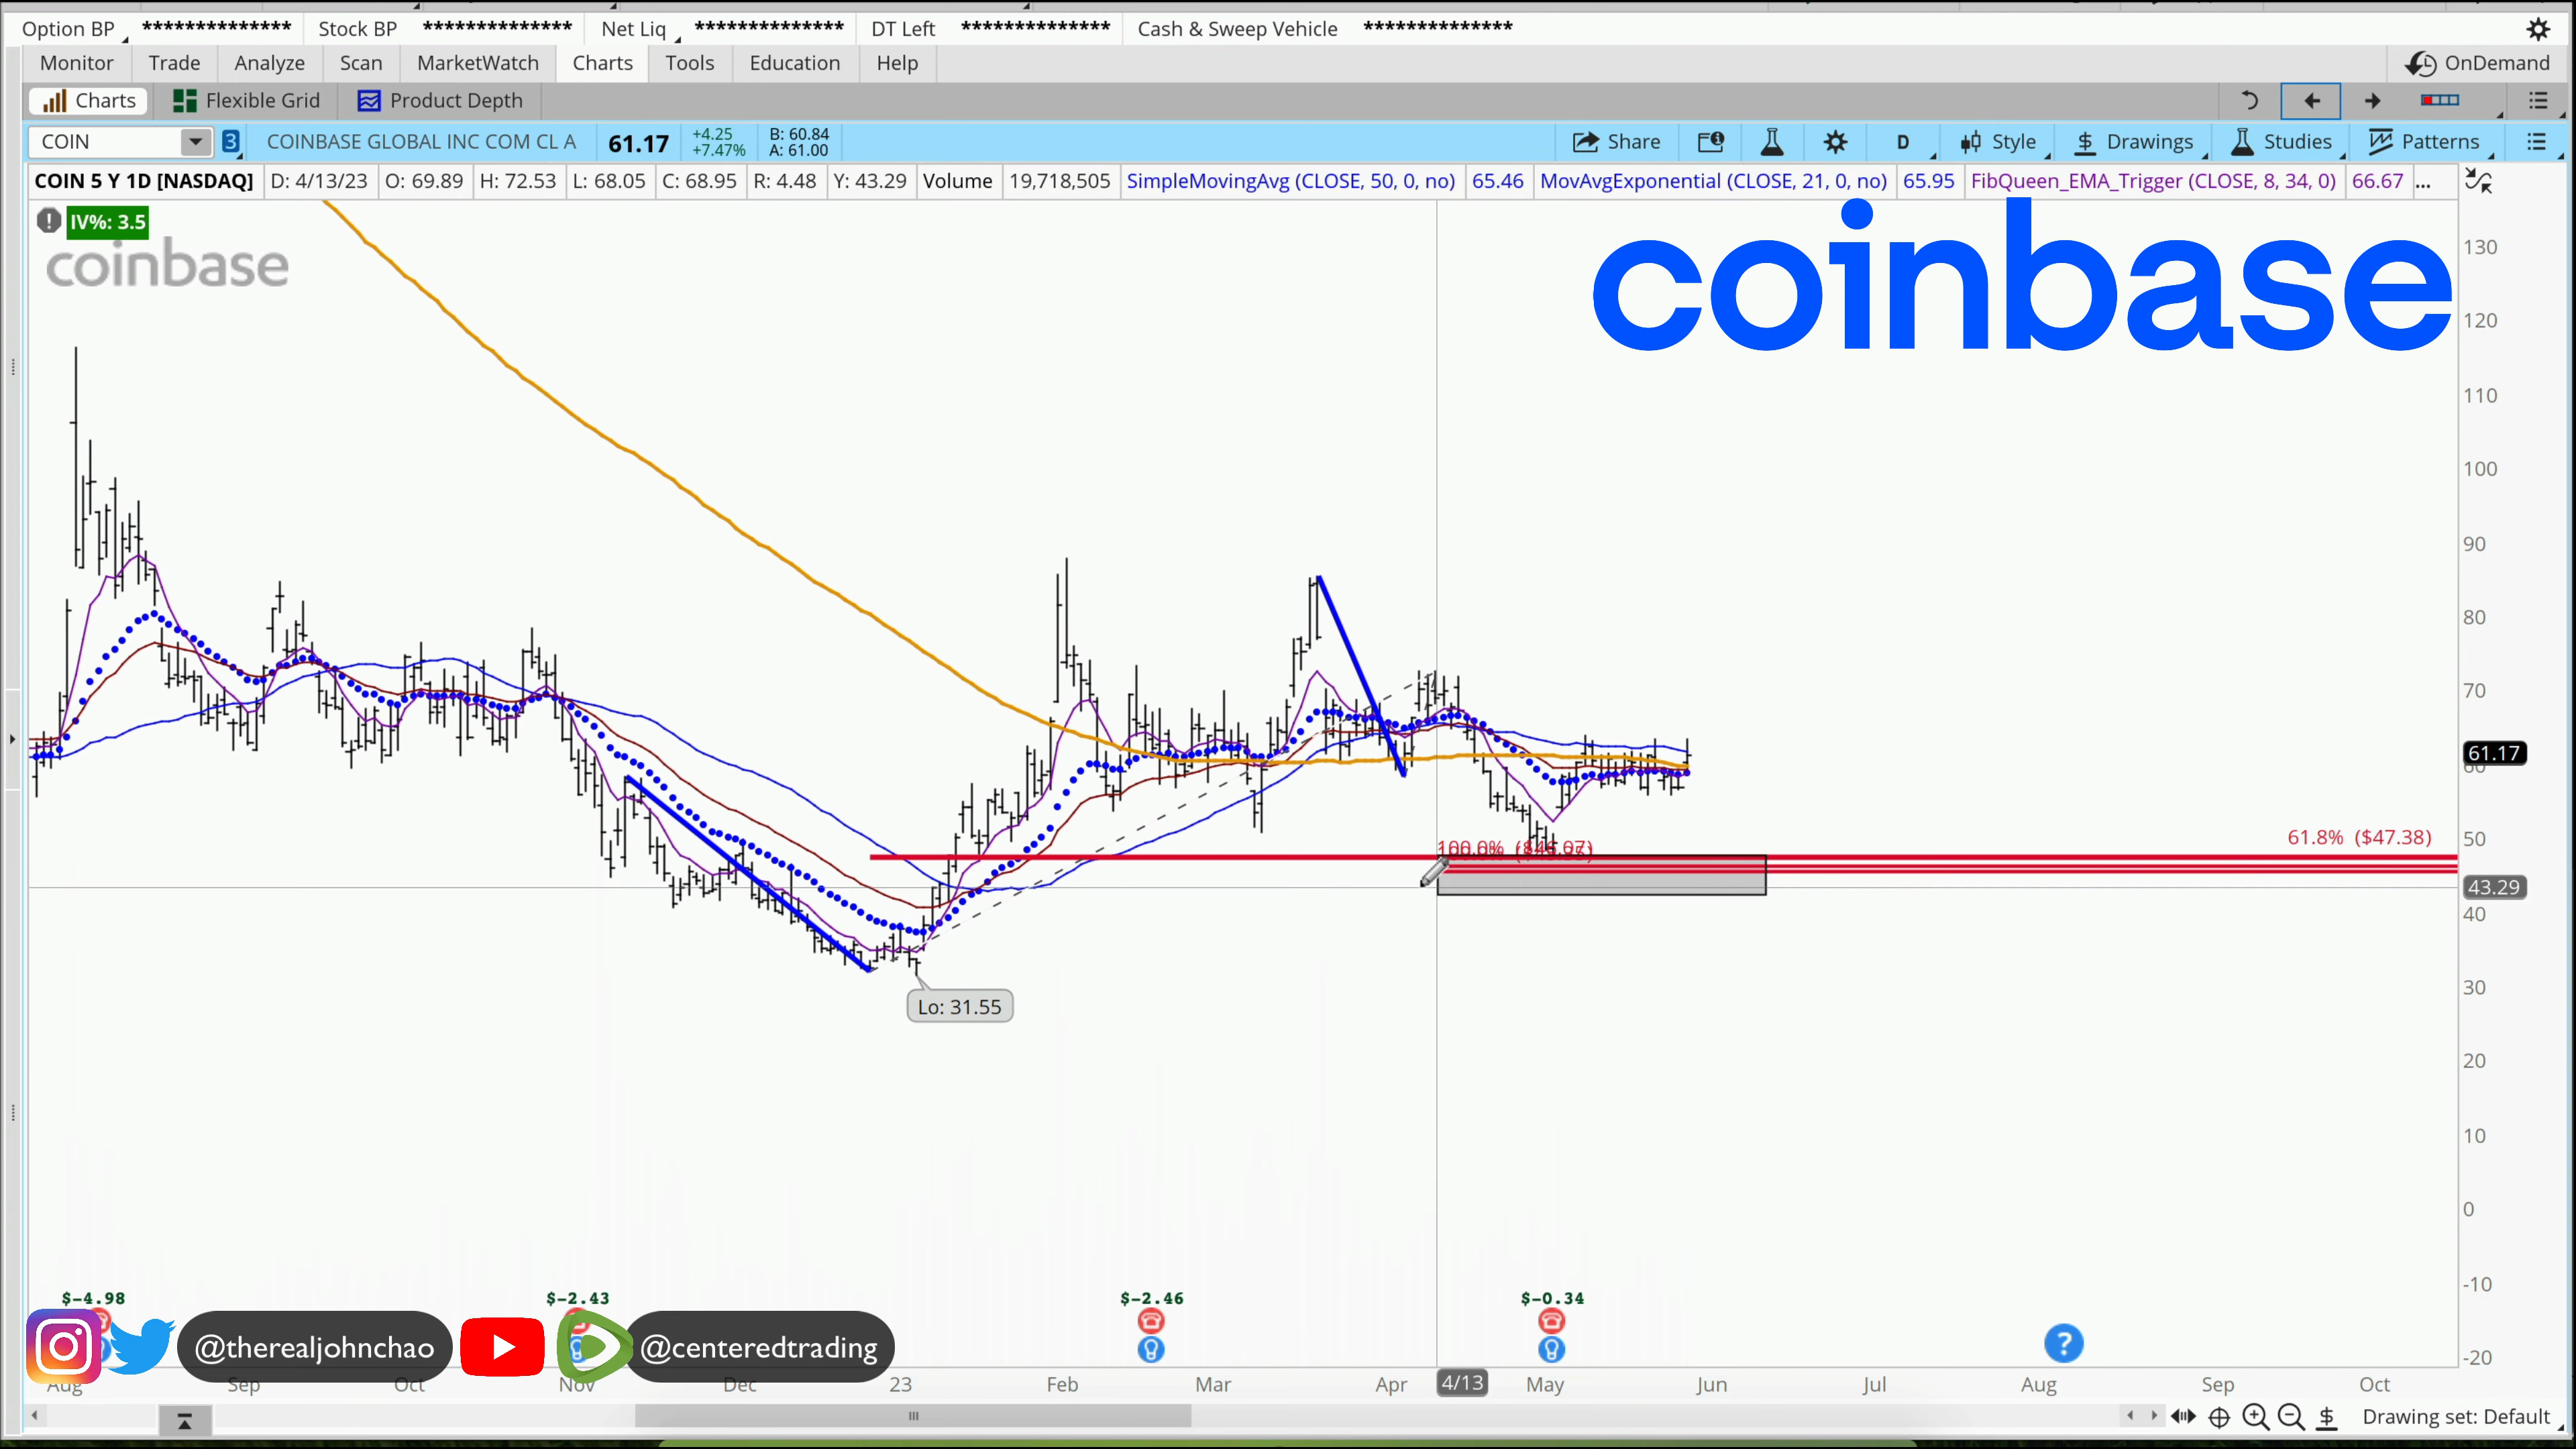 Option BP ************** Stock BP ************** Net Liq ************** DT Left ************** Cash & Sweep Vehicle **************
Monitor Trade Analyze Scan MarketWatch Charts Tools Education Help OnDemand
Charts Flexible Grid Product Depth
COIN 3 COINBASE GLOBAL INC COM CL A 61.17 +4.25 B: 60.84 Share D Style Drawings Studies Patterns
+7.47% A: 61.00
COIN 5 Y 1D [NASDAQ] D: 4/13/23 O: 69.89 H: 72.53 L: 68.05 C: 68.95 R: 4.48 Y: 43.29 Volume 19,718,505 SimpleMovingAvg (CLOSE, 50, 0, no) 65.46 MovAvgExponential (CLOSE, 21, 0, no) 65.95 FibQueen_EMA_Trigger (CLOSE, 8, 34, 0) 66.67 ...
IV%: 3.5
coinbase
coinbase
130
120
110
100
90
80
70
61.17
50
61.8% ($47.38)
100.0%
43.29
40
30
Lo: 31.55
20
10
0
-10
$-4.98 $-2.43 $-2.46 $-0.34
@therealjohnchao @centeredtrading ?
-20
Aug Sep Oct Nov Dec 23 Feb Mar Apr 4/13 May Jun Jul Aug Sep Oct
Drawing set: Default